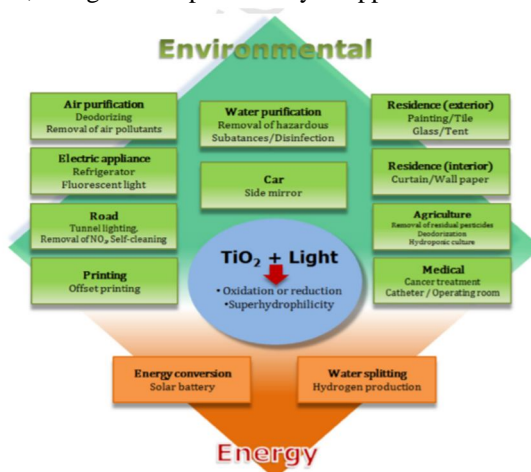 Environmental
Air purification
Deodorizing
Removal of air pollutants
Water purification
Removal of hazardous
Subatances/Disinfection
Residence (exterior)
Painting/Tile
Glass/Tent
Electric appliance
Refrigerator
Fluorescent light
Car
Side mirror
Residence (interior)
Curtain/Wall paper
Road
Tunnel lighting.
Removal of NOx, Self-cleaning
Agriculture
Removal of residual pesticides
Deodorization
Hydroponic culture
TiO2 + Light
• Oxidation or reduction
•Superhydrophilicity
Printing
Offset printing
Medical
Cancer treatment
Catheter / Operating room
Energy conversion
Solar battery
Water splitting
Hydrogen production
Energy